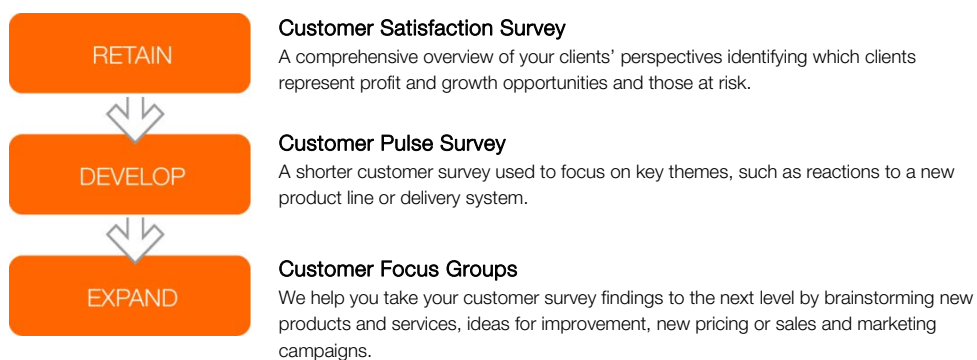 RETAIN
Customer Satisfaction Survey
A comprehensive overview of your clients’ perspectives identifying which clients
represent profit and growth opportunities and those at risk.
DEVELOP
Customer Pulse Survey
A shorter customer survey used to focus on key themes, such as reactions to a new
product line or delivery system.
EXPAND
Customer Focus Groups
We help you take your customer survey findings to the next level by brainstorming new
products and services, ideas for improvement, new pricing or sales and marketing
campaigns.